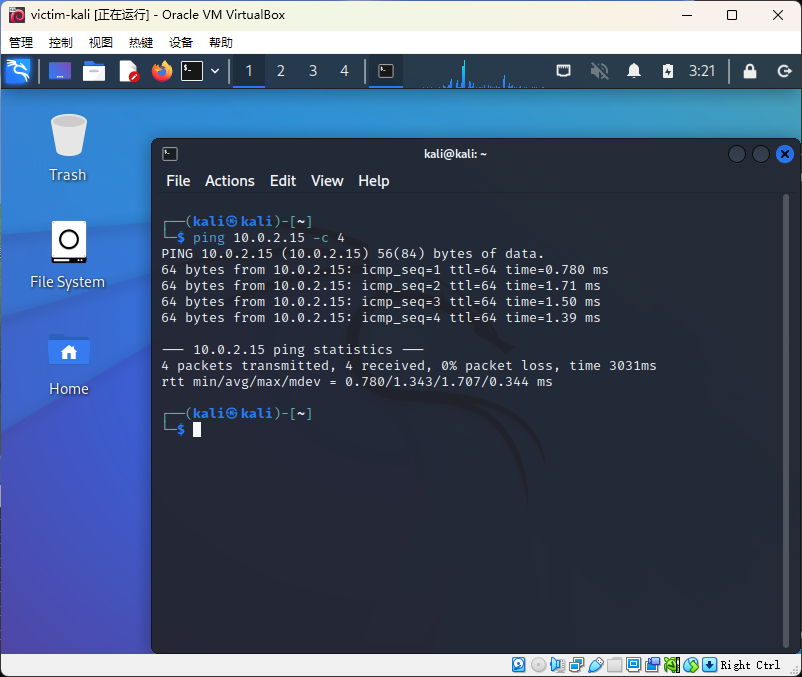 victim-kali [正在运行] - Oracle VM VirtualBox
管理 控制 视图 热键 设备 帮助
1 2 3 4 3:21
Trash
File System
Home
kali@kali: ~
File Actions Edit View Help
┌──(kali㉿kali)-[~]
└─$ ping 10.0.2.15 -c 4
PING 10.0.2.15 (10.0.2.15) 56(84) bytes of data.
64 bytes from 10.0.2.15: icmp_seq=1 ttl=64 time=0.780 ms
64 bytes from 10.0.2.15: icmp_seq=2 ttl=64 time=1.71 ms
64 bytes from 10.0.2.15: icmp_seq=3 ttl=64 time=1.50 ms
64 bytes from 10.0.2.15: icmp_seq=4 ttl=64 time=1.39 ms
--- 10.0.2.15 ping statistics ---
4 packets transmitted, 4 received, 0% packet loss, time 3031ms
rtt min/avg/max/mdev = 0.780/1.343/1.707/0.344 ms
┌──(kali㉿kali)-[~]
└─$
Right Ctrl